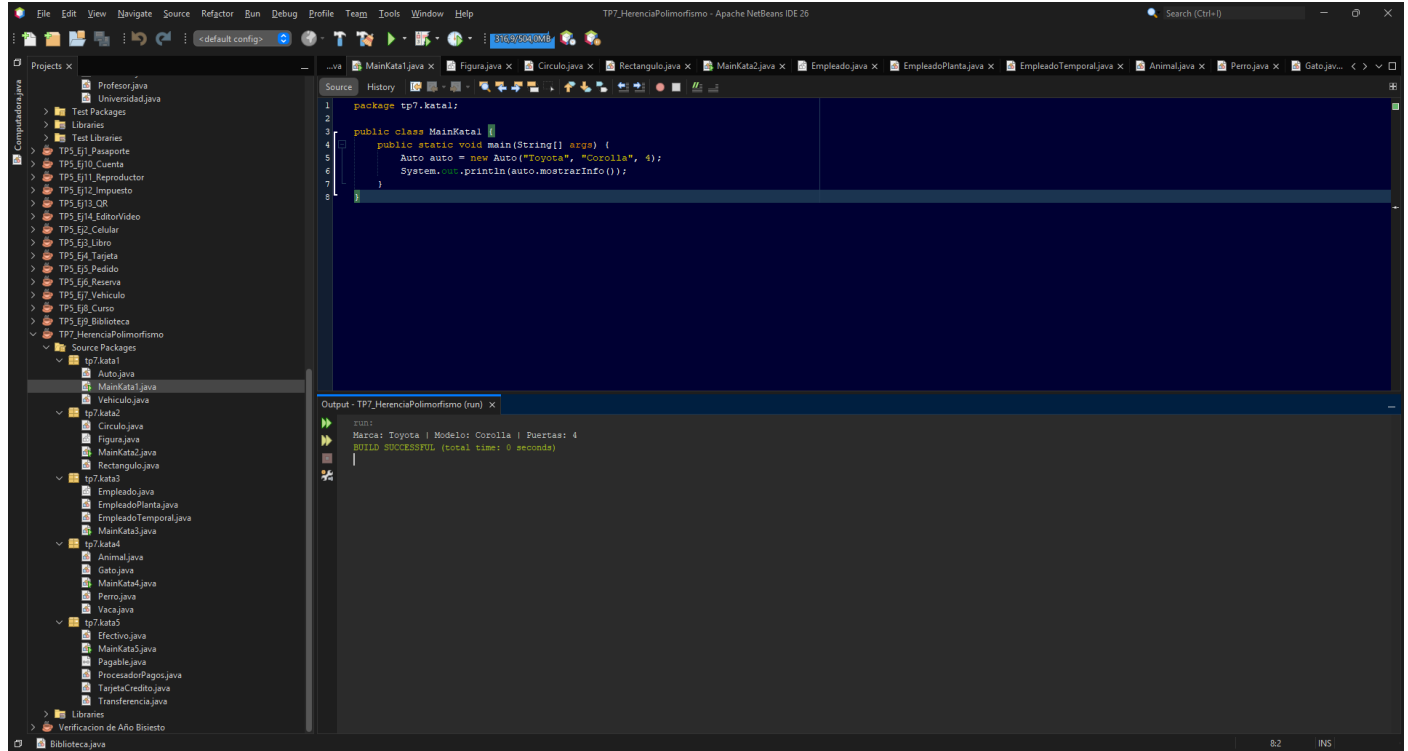 File Edit View Navigate Source Refactor Run Debug Profile Team Tools Window Help TP7_HerenciaPolimorfismo - Apache NetBeans IDE 26 Search (Ctrl+I)
<default config> 316,9/504,0MB
Projects ...va MainKata1.java Figura.java Circulo.java Rectangulo.java MainKata2.java Empleado.java EmpleadoPlanta.java EmpleadoTemporal.java Animal.java Perro.java Gato.jav...
Computadora.java
Profesor.java
Universidad.java
Test Packages
Libraries
Test Libraries
TP5_Ej1_Pasaporte
TP5_Ej10_Cuenta
TP5_Ej11_Reproductor
TP5_Ej12_Impuesto
TP5_Ej13_QR
TP5_Ej14_EditorVideo
TP5_Ej2_Celular
TP5_Ej3_Libro
TP5_Ej4_Tarjeta
TP5_Ej5_Pedido
TP5_Ej6_Reserva
TP5_Ej7_Vehiculo
TP5_Ej8_Curso
TP5_Ej9_Biblioteca
TP7_HerenciaPolimorfismo
Source Packages
tp7.kata1
Auto.java
MainKata1.java
Vehiculo.java
tp7.kata2
Circulo.java
Figura.java
MainKata2.java
Rectangulo.java
tp7.kata3
Empleado.java
EmpleadoPlanta.java
EmpleadoTemporal.java
MainKata3.java
tp7.kata4
Animal.java
Gato.java
MainKata4.java
Perro.java
Vaca.java
tp7.kata5
Efectivo.java
MainKata5.java
Pagable.java
ProcesadorPagos.java
TarjetaCredito.java
Transferencia.java
Libraries
Verificacion de Año Bisiesto
Source History
1 package tp7.kata1;
2
3 public class MainKata1 {
4 public static void main(String[] args) {
5 Auto auto = new Auto("Toyota", "Corolla", 4);
6 System.out.println(auto.mostrarInfo());
7 }
8 }
Output - TP7_HerenciaPolimorfismo (run)
run:
Marca: Toyota | Modelo: Corolla | Puertas: 4
BUILD SUCCESSFUL (total time: 0 seconds)
Biblioteca.java 8:2 INS